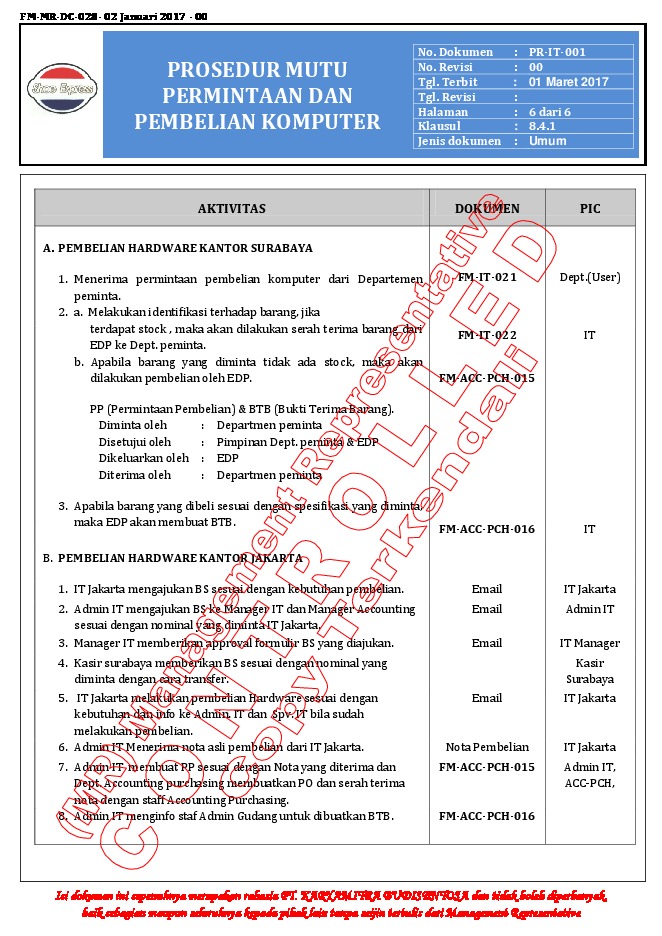 FM-MR-DC-028- 02 Januari 2017 - 00
Shoes Express
PROSEDUR MUTU
PERMINTAAN DAN
PEMBELIAN KOMPUTER
No. Dokumen : PR-IT-001
No. Revisi : 00
Tgl. Terbit : 01 Maret 2017
Tgl. Revisi :
Halaman : 6 dari 6
Klausul : 8.4.1
Jenis dokumen : Umum
AKTIVITAS DOKUMEN PIC
A. PEMBELIAN HARDWARE KANTOR SURABAYA
1. Menerima permintaan pembelian komputer dari Departemen FM-IT-021 Dept.(User)
peminta.
2. a. Melakukan identifikasi terhadap barang, jika
terdapat stock , maka akan dilakukan serah terima barang dari FM-IT-022 IT
EDP ke Dept. peminta.
b. Apabila barang yang diminta tidak ada stock, maka akan
dilakukan pembelian oleh EDP. FM-ACC-PCH-015
PP (Permintaan Pembelian) & BTB (Bukti Terima Barang).
Diminta oleh : Departmen peminta
Disetujui oleh : Pimpinan Dept. peminta & EDP
Dikeluarkan oleh : EDP
Diterima oleh : Departmen peminta
3. Apabila barang yang dibeli sesuai dengan spesifikasi yang diminta,
maka EDP akan membuat BTB. FM-ACC-PCH-016 IT
B. PEMBELIAN HARDWARE KANTOR JAKARTA
1. IT Jakarta mengajukan BS sesuai dengan kebutuhan pembelian. Email IT Jakarta
2. Admin IT mengajukan BS ke Manager IT dan Manager Accounting Email Admin IT
sesuai dengan nominal yang diminta IT Jakarta.
3. Manager IT memberikan approval formulir BS yang diajukan. Email IT Manager
4. Kasir surabaya memberikan BS sesuai dengan nominal yang Kasir
diminta dengan cara transfer. Surabaya
5. IT Jakarta melakukan pembelian Hardware sesuai dengan Email IT Jakarta
kebutuhan dan info ke Admin, IT dan Spv. IT bila sudah
melakukan pembelian.
6. Admin IT Menerima nota asli pembelian dari IT Jakarta. Nota Pembelian IT Jakarta
7. Admin IT membuat RP sesuai dengan Nota yang diterima dan FM-ACC-PCH-015 Admin IT,
Dept. Accounting purchasing membuatkan PO dan serah terima ACC-PCH,
nota dengan staff Accounting Purchasing.
8. Admin IT menginfo staf Admin Gudang untuk dibuatkan BTB. FM-ACC-PCH-016
(MR) Management Representative
CONTROLLED
Copy Terkendali
Isi dokumen ini sepenuhnya merupakan rahasia PT. KARYAMITRA BUDISENTOSA dan tidak boleh diperbanyak,
baik sebagian maupun seluruhnya kepada pihak lain tanpa seijin tertulis dari Management Representative